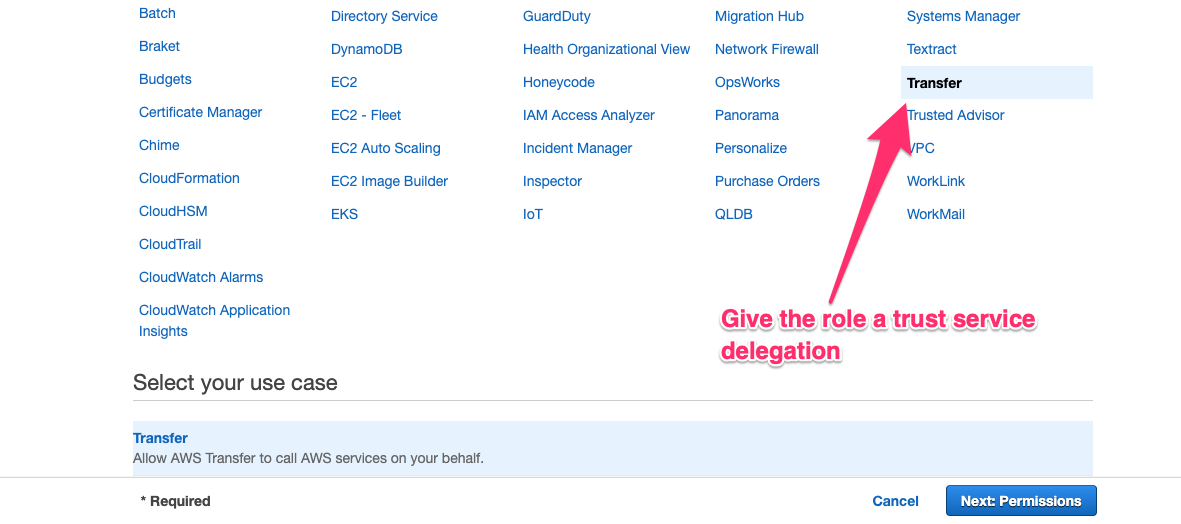 Batch
Braket
Budgets
Certificate Manager
Chime
CloudFormation
CloudHSM
CloudTrail
CloudWatch Alarms
CloudWatch Application
Insights
Directory Service
DynamoDB
EC2
EC2 - Fleet
EC2 Auto Scaling
EC2 Image Builder
EKS
GuardDuty
Health Organizational View
Honeycode
IAM Access Analyzer
Incident Manager
Inspector
IoT
Migration Hub
Network Firewall
OpsWorks
Panorama
Personalize
Purchase Orders
QLDB
Systems Manager
Textract
Transfer
Trusted Advisor
VPC
WorkLink
WorkMail
Give the role a trust service
delegation
Select your use case
Transfer
Allow AWS Transfer to call AWS services on your behalf.
* Required
Cancel
Next: Permissions